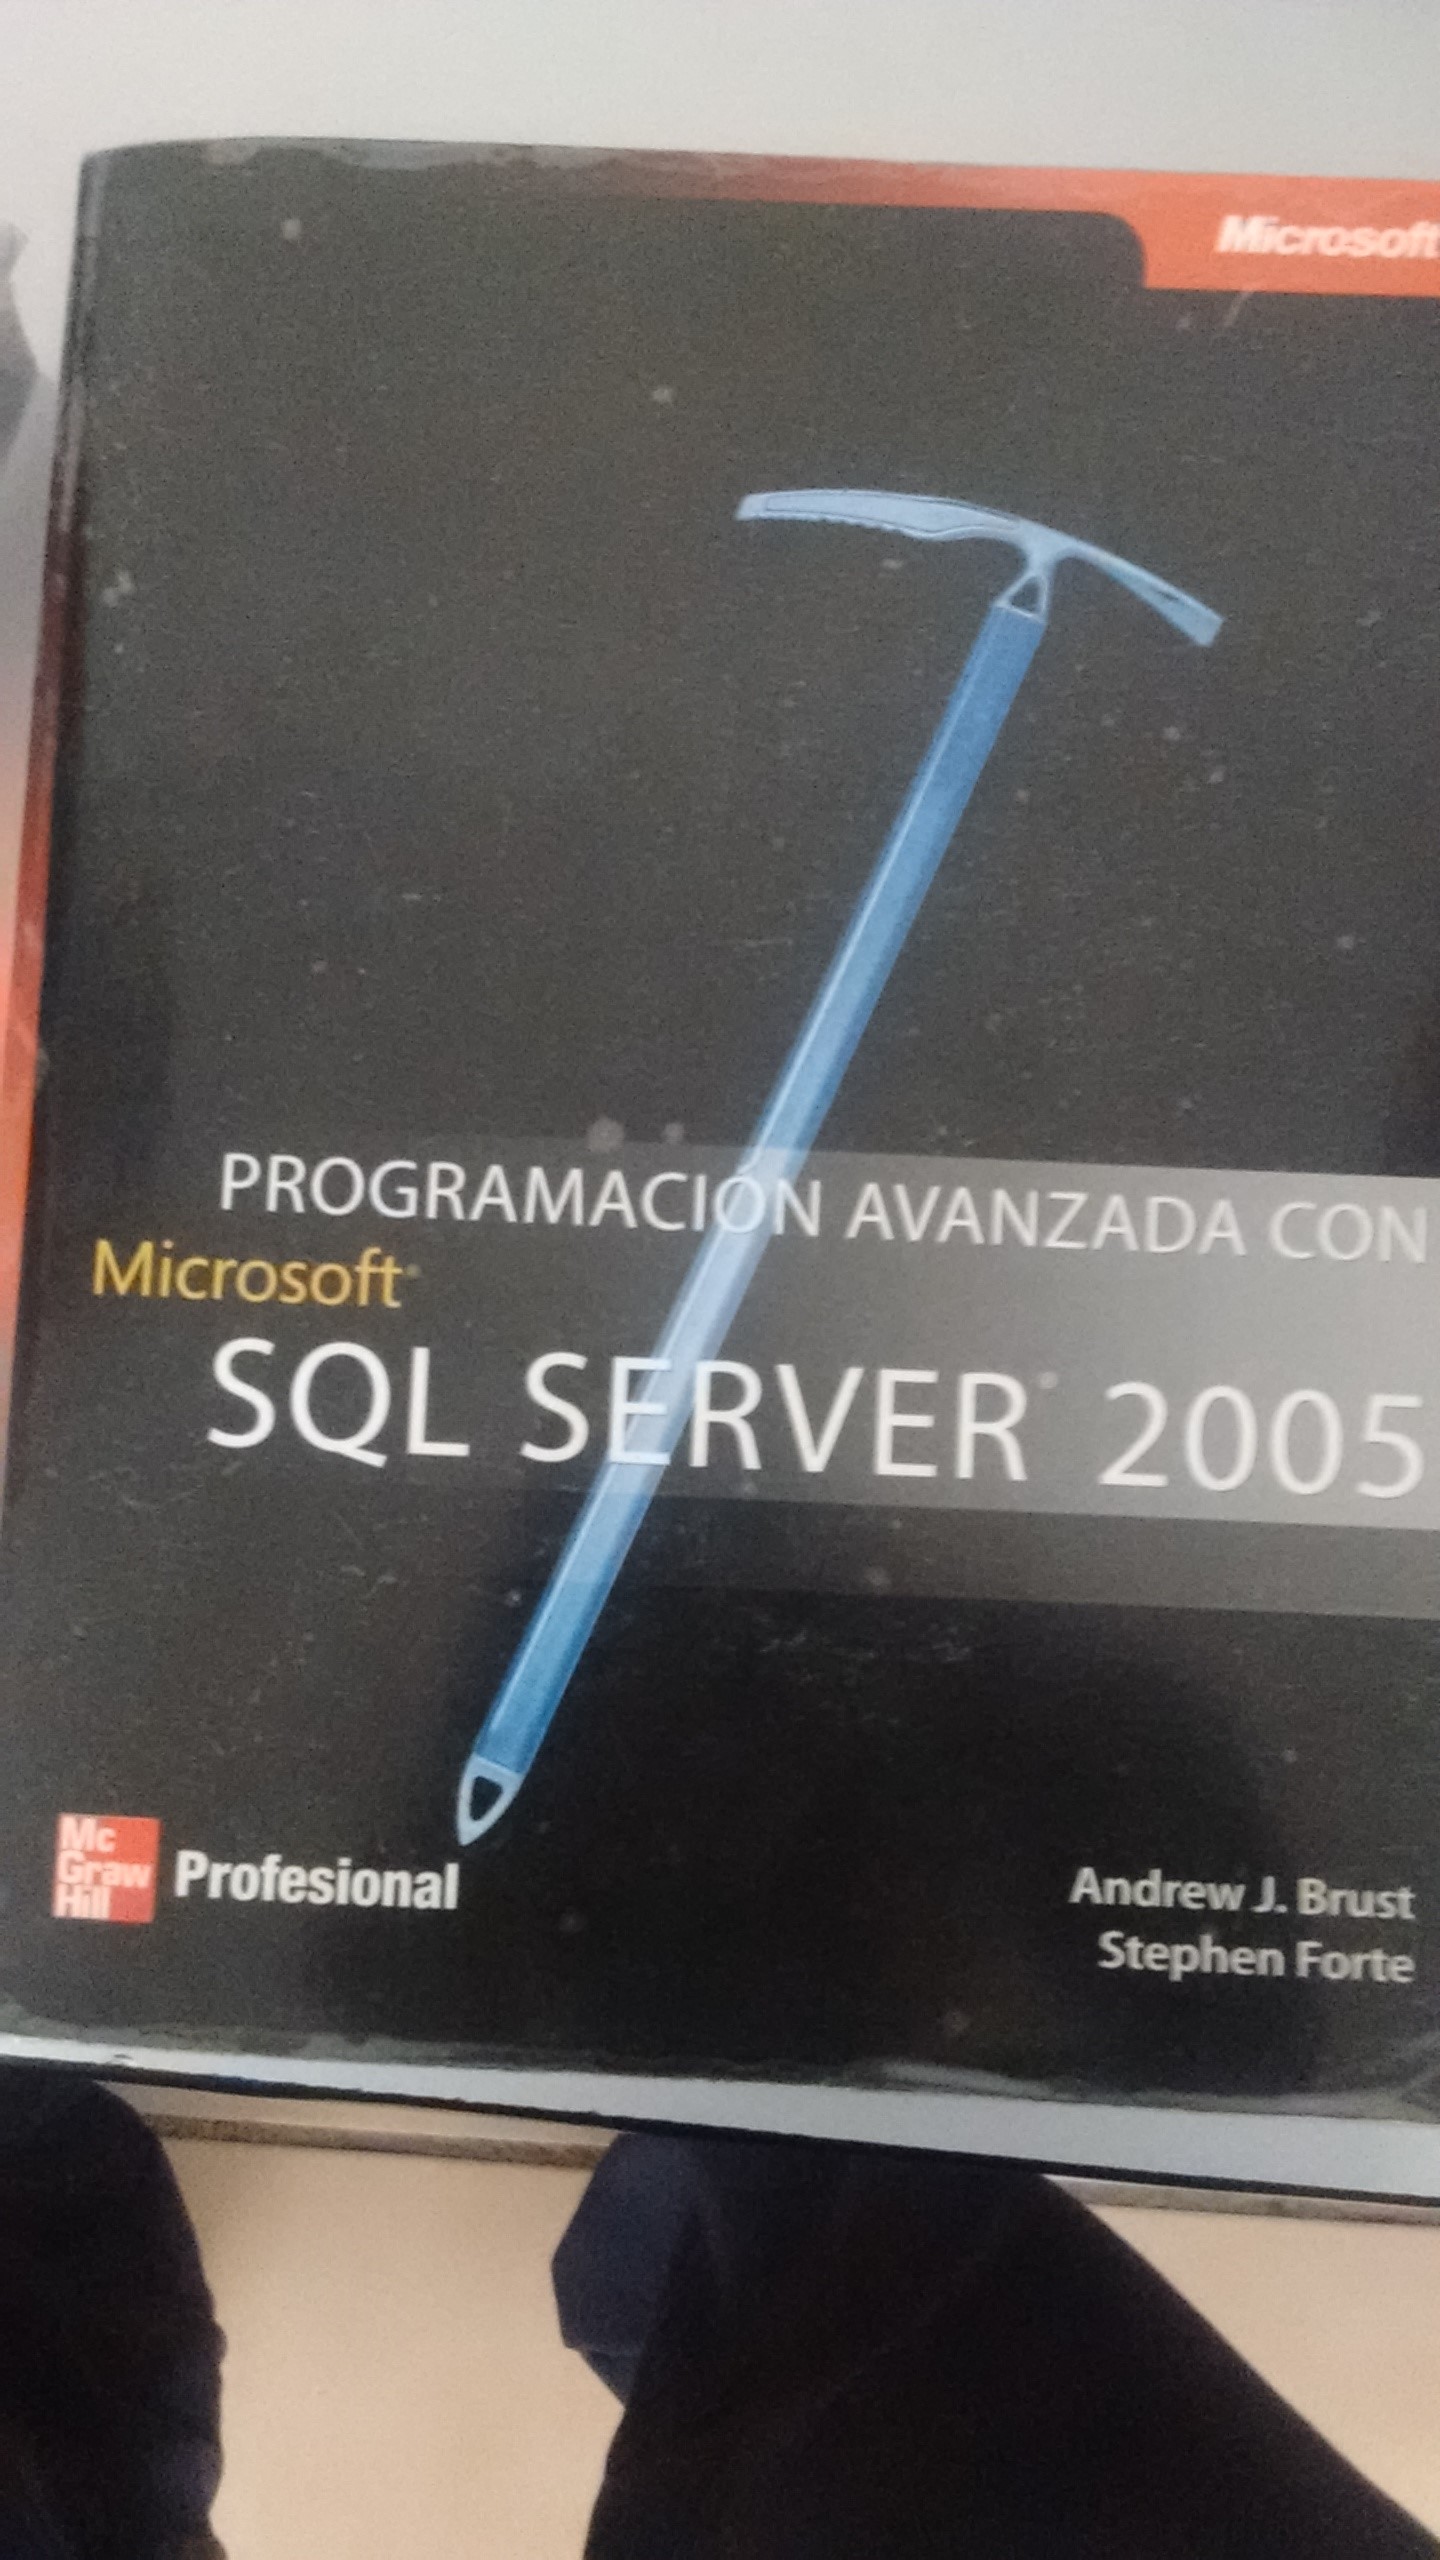 Microsoft
PROGRAMACIÓN AVANZADA CON
Microsoft
SQL SERVER 2005
Mc
Graw
Hill
Profesional
Andrew J. Brust
Stephen Forte